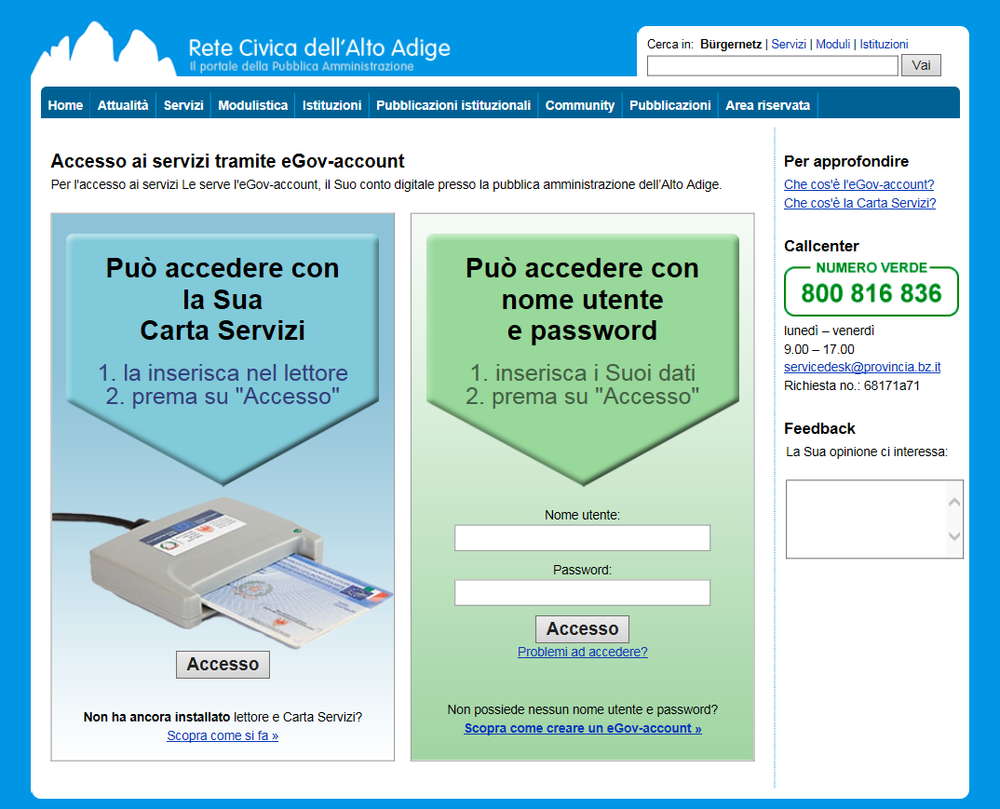 Rete Civica dell'Alto Adige
Il portale della Pubblica Amministrazione
Cerca in: Bürgernetz | Servizi | Moduli | Istituzioni
Vai
Home Attualità Servizi Modulistica Istituzioni Pubblicazioni istituzionali Community Pubblicazioni Area riservata
Accesso ai servizi tramite eGov-account
Per l'accesso ai servizi Le serve l'eGov-account, il Suo conto digitale presso la pubblica amministrazione dell'Alto Adige.
Può accedere con
la Sua
Carta Servizi
1. la inserisca nel lettore
2. prema su "Accesso"
Accesso
Non ha ancora installato lettore e Carta Servizi?
Scopra come si fa »
Può accedere con
nome utente
e password
1. inserisca i Suoi dati
2. prema su "Accesso"
Nome utente:
Password:
Accesso
Problemi ad accedere?
Non possiede nessun nome utente e password?
Scopra come creare un eGov-account »
Per approfondire
Che cos'è l'eGov-account?
Che cos'è la Carta Servizi?
Callcenter
NUMERO VERDE
800 816 836
lunedì – venerdì
9.00 – 17.00
servicedesk@provincia.bz.it
Richiesta no.: 68171a71
Feedback
La Sua opinione ci interessa: